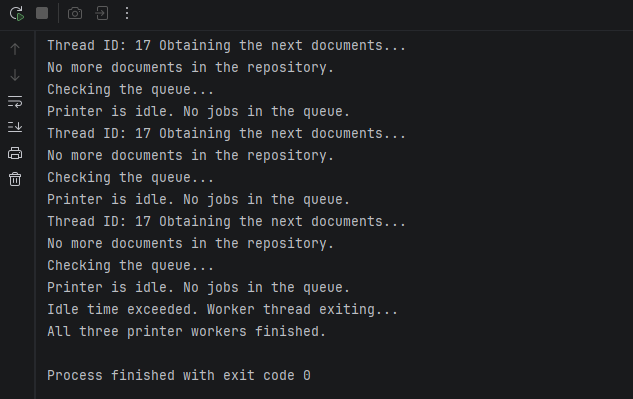 Thread ID: 17 Obtaining the next documents...
No more documents in the repository.
Checking the queue...
Printer is idle. No jobs in the queue.
Thread ID: 17 Obtaining the next documents...
No more documents in the repository.
Checking the queue...
Printer is idle. No jobs in the queue.
Thread ID: 17 Obtaining the next documents...
No more documents in the repository.
Checking the queue...
Printer is idle. No jobs in the queue.
Idle time exceeded. Worker thread exiting...
All three printer workers finished.
Process finished with exit code 0